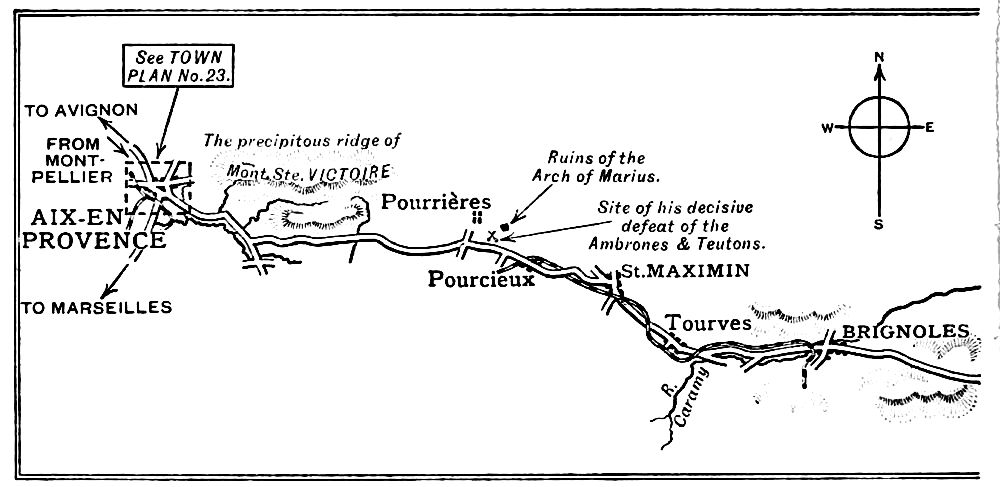 See TOWN
PLAN No.23.
TO AVIGNON
FROM
MONT-
PELLIER
AIX-EN
PROVENCE
TO MARSEILLES
The precipitous ridge of
Mont Ste. VICTOIRE
Pourrières
Ruins of the
Arch of Marius.
Site of his decisive
defeat of the
Ambrones & Teutons.
X
Pourcieux
St. MAXIMIN
Tourves
BRIGNOLES
R. Caramy
N
W
E
S